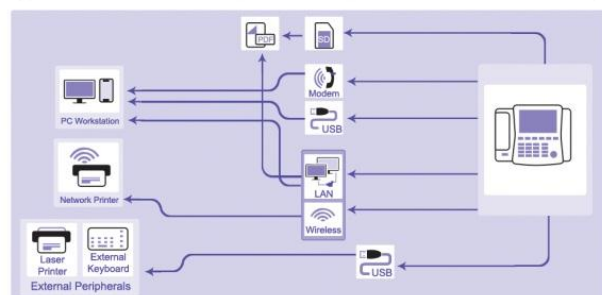 PDF
SD
Modem
PC Workstation
USB
LAN
Network Printer
Wireless
Laser
Printer
External
Keyboard
USB
External Peripherals